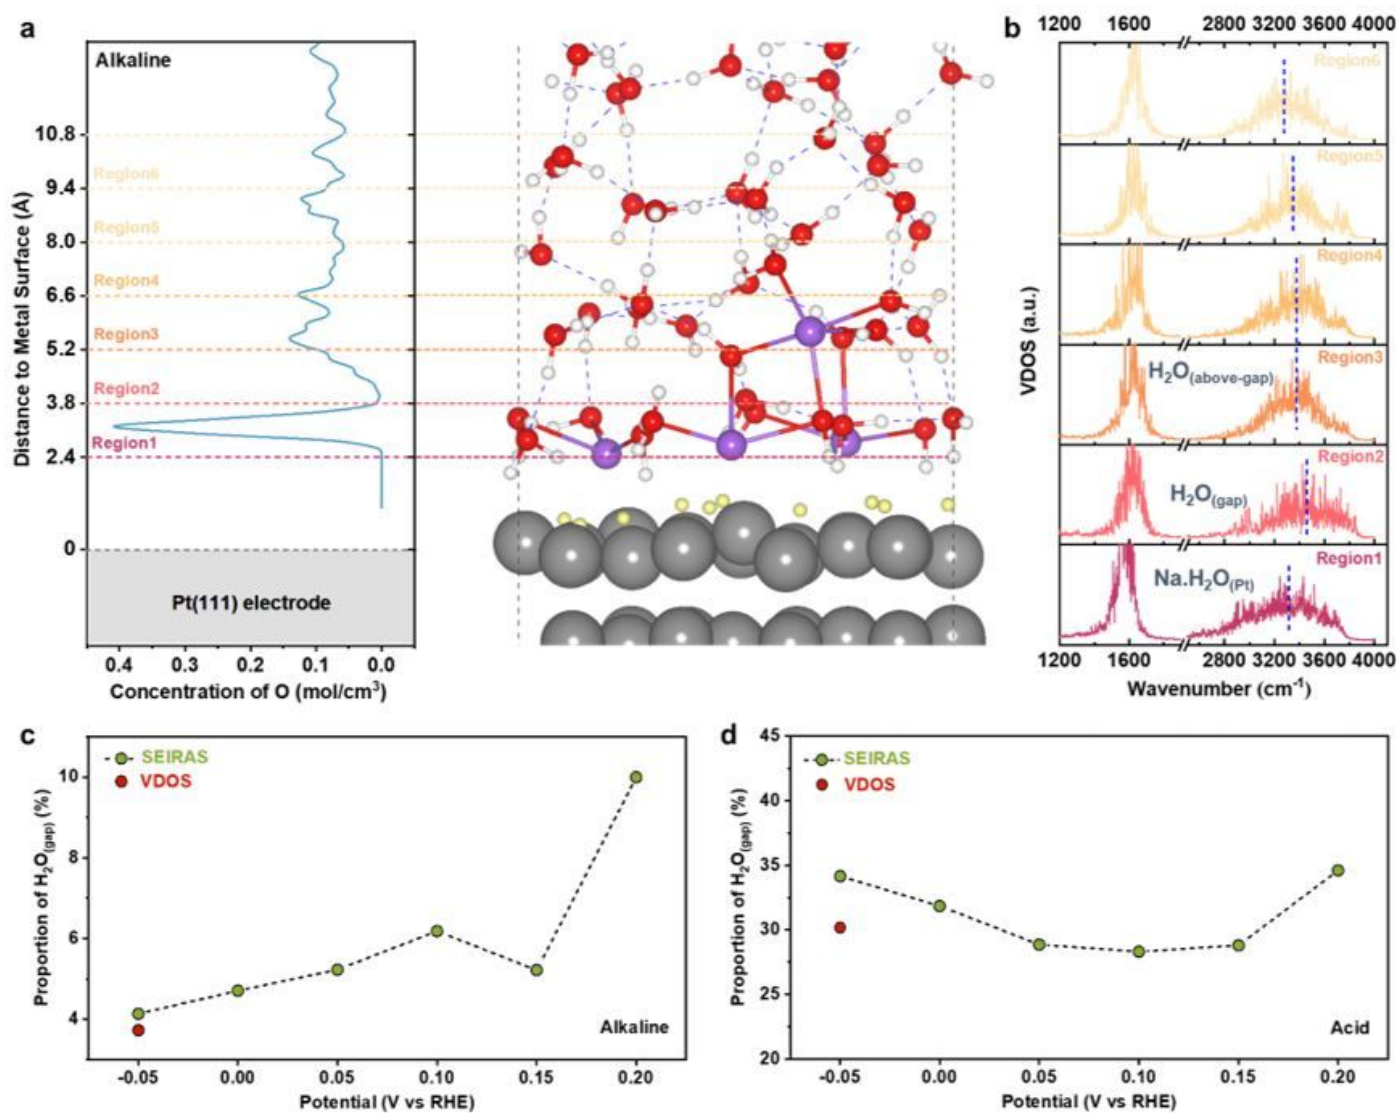 a
Alkaline
Distance to Metal Surface (Å)
10.8
Region6
9.4
Region5
8.0
Region4
6.6
Region3
5.2
Region2
3.8
Region1
2.4
0
Pt(111) electrode
0.4 0.3 0.2 0.1 0.0
Concentration of O (mol/cm³)
b
1200 1600 2800 3200 3600 4000
VDOS (a.u.)
Region6
Region5
Region4
Region3
H₂O(above-gap)
Region2
H₂O(gap)
Region1
Na.H₂O(Pt)
1200 1600 2800 3200 3600 4000
Wavenumber (cm⁻¹)
c
SEIRAS
VDOS
Proportion of H₂O(gap) (%)
10
8
6
4
Alkaline
-0.05 0.00 0.05 0.10 0.15 0.20
Potential (V vs RHE)
d
SEIRAS
VDOS
Proportion of H₂O(gap) (%)
45
40
35
30
25
20
Acid
-0.05 0.00 0.05 0.10 0.15 0.20
Potential (V vs RHE)